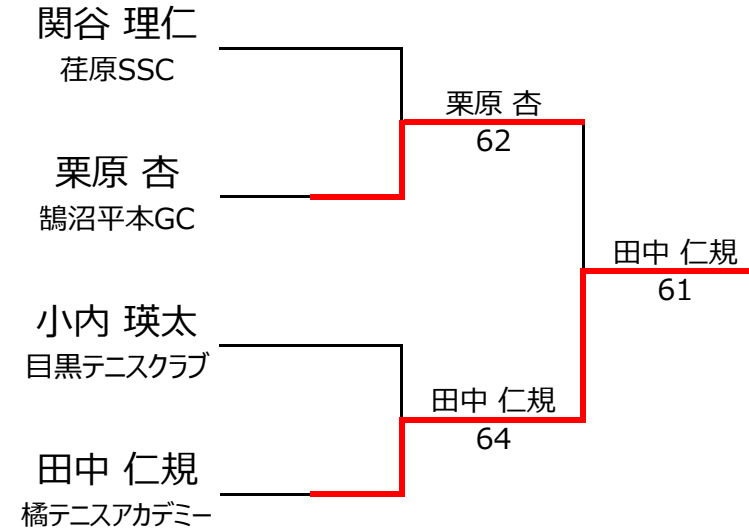 関谷 理仁
荏原SSC
栗原 杏
62
栗原 杏
鵠沼平本GC
田中 仁規
61
小内 瑛太
目黒テニスクラブ
田中 仁規
64
田中 仁規
橘テニスアカデミー